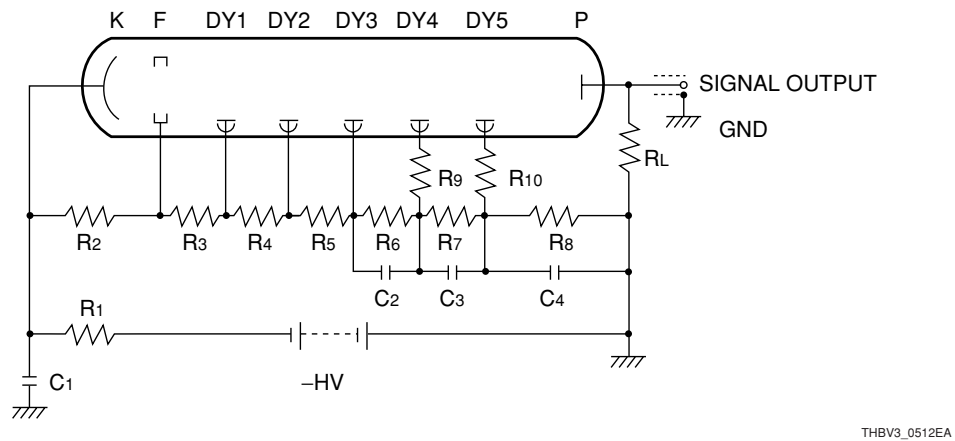 K F DY1 DY2 DY3 DY4 DY5 P
SIGNAL OUTPUT
GND
RL
R9 R10
R2 R3 R4 R5 R6 R7 R8
C2 C3 C4
R1
C1
–HV
THBV3_0512EA